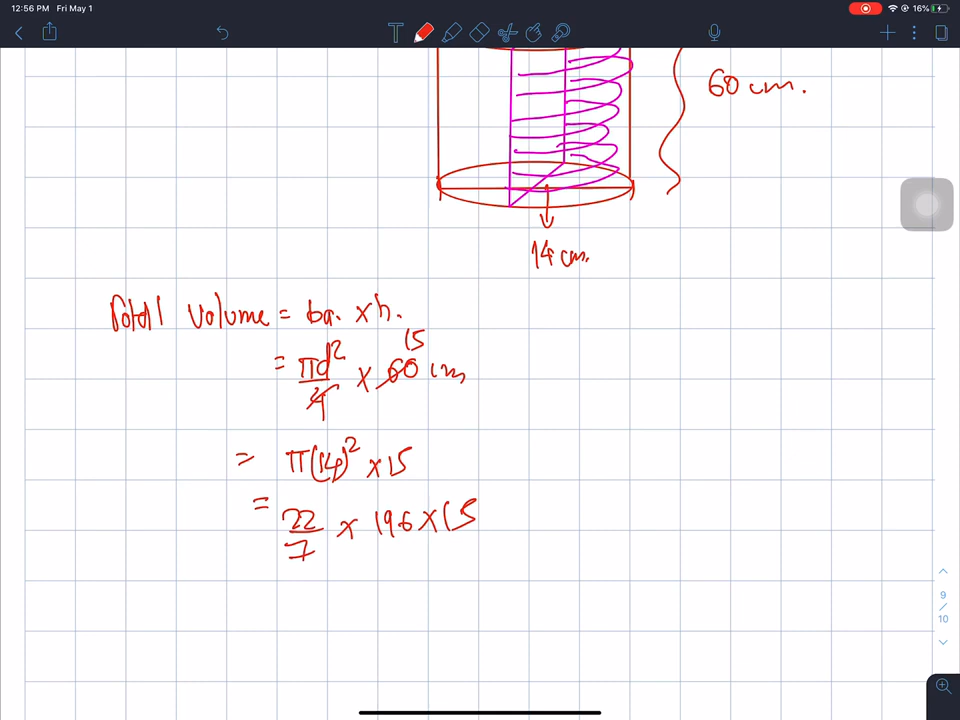 12:56 PM Fri May 1
16%
T
60 cm.
14 cm.
Total volume = ba. x h.
15
= πd²/4 x 60 cm
= π(14)² x 15
= 22/7 x 196 x 15
9
/
10